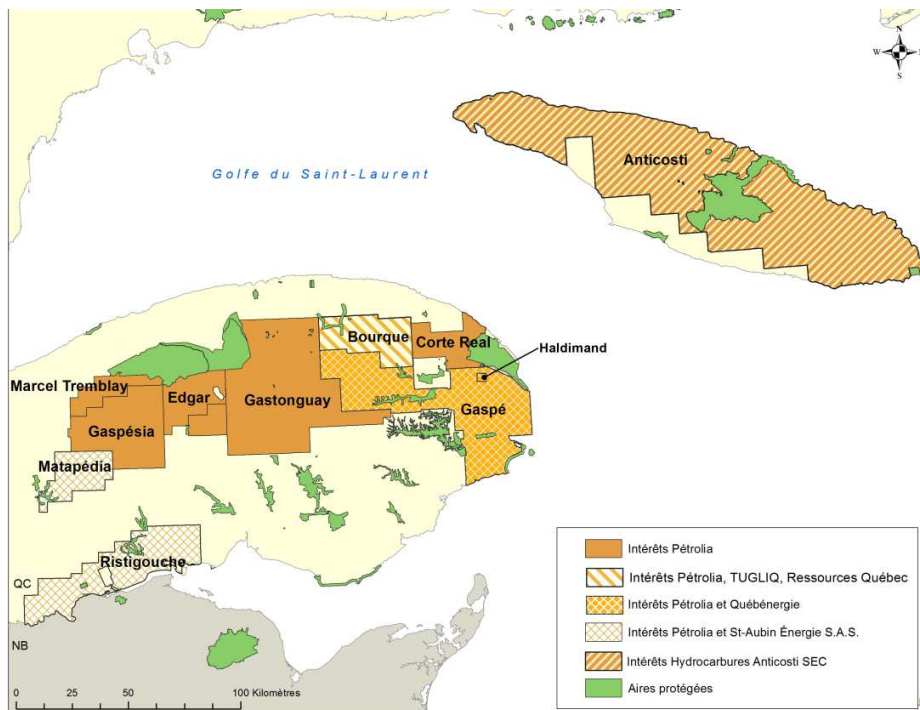 N
W
S
Anticosti
Golfe du Saint-Laurent
Bourque
Corte Real
Haldimand
Marcel Tremblay
Edgar
Gastonguay
Gaspé
Gaspésia
Matapédia
Ristigouche
QC
NB
Intérêts Pétrolia
Intérêts Pétrolia, TUGLIQ, Ressources Québec
Intérêts Pétrolia et Québénergie
Intérêts Pétrolia et St-Aubin Énergie S.A.S.
Intérêts Hydrocarbures Anticosti SEC
Aires protégées
0 25 50 100 Kilomètres